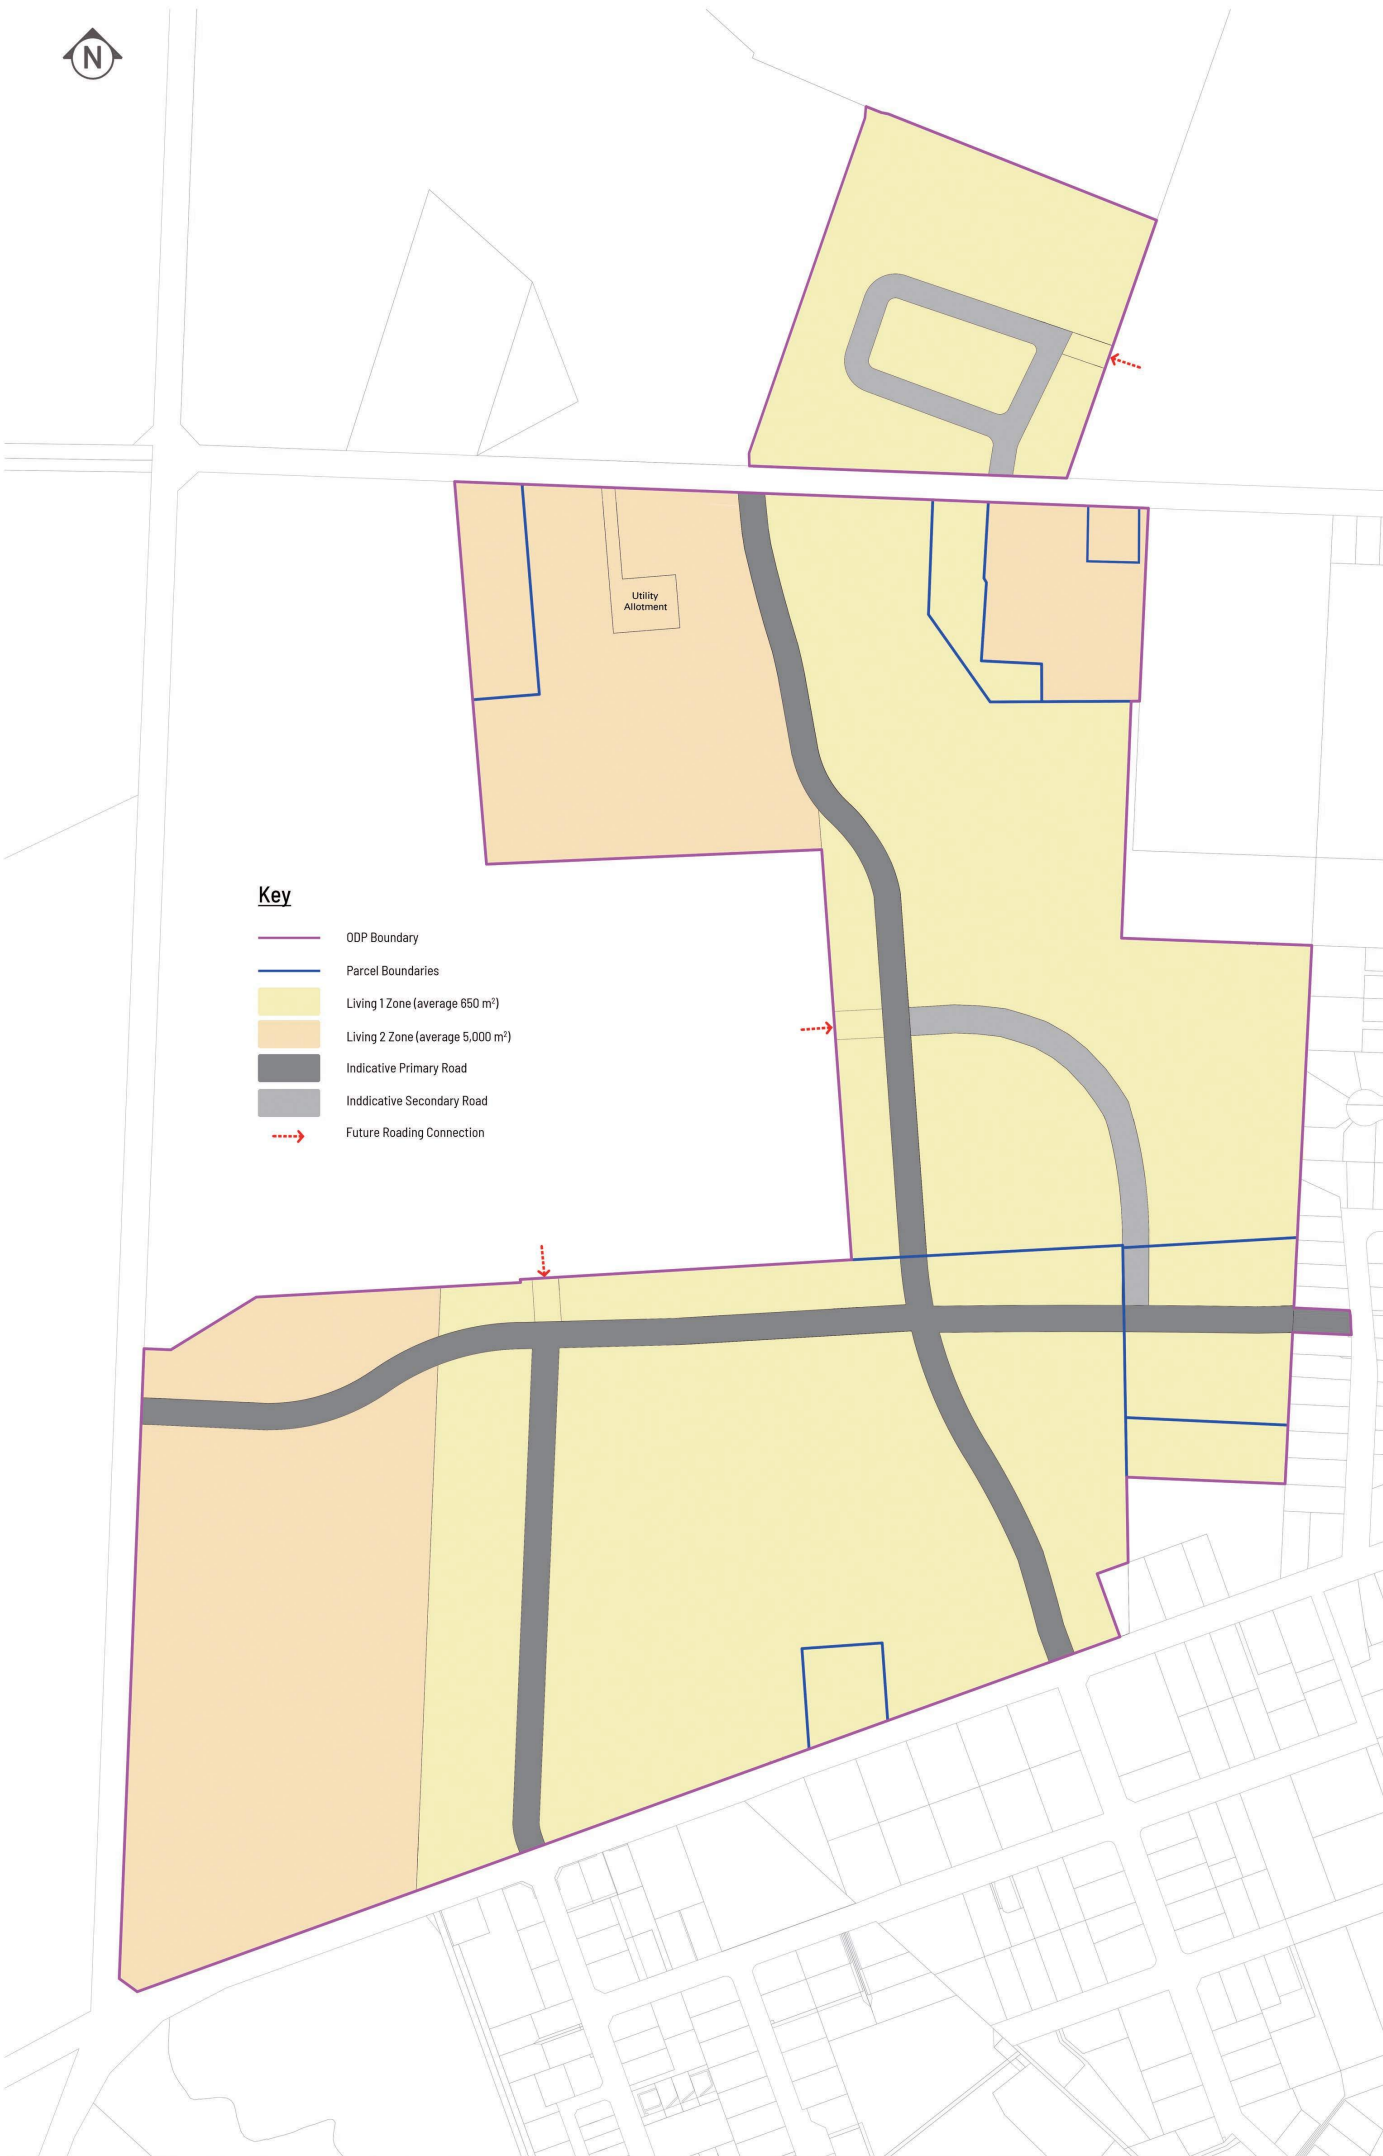 N
Utility
Allotment
Key
ODP Boundary
Parcel Boundaries
Living 1 Zone (average 650 m²)
Living 2 Zone (average 5,000 m²)
Indicative Primary Road
Inddicative Secondary Road
Future Roading Connection